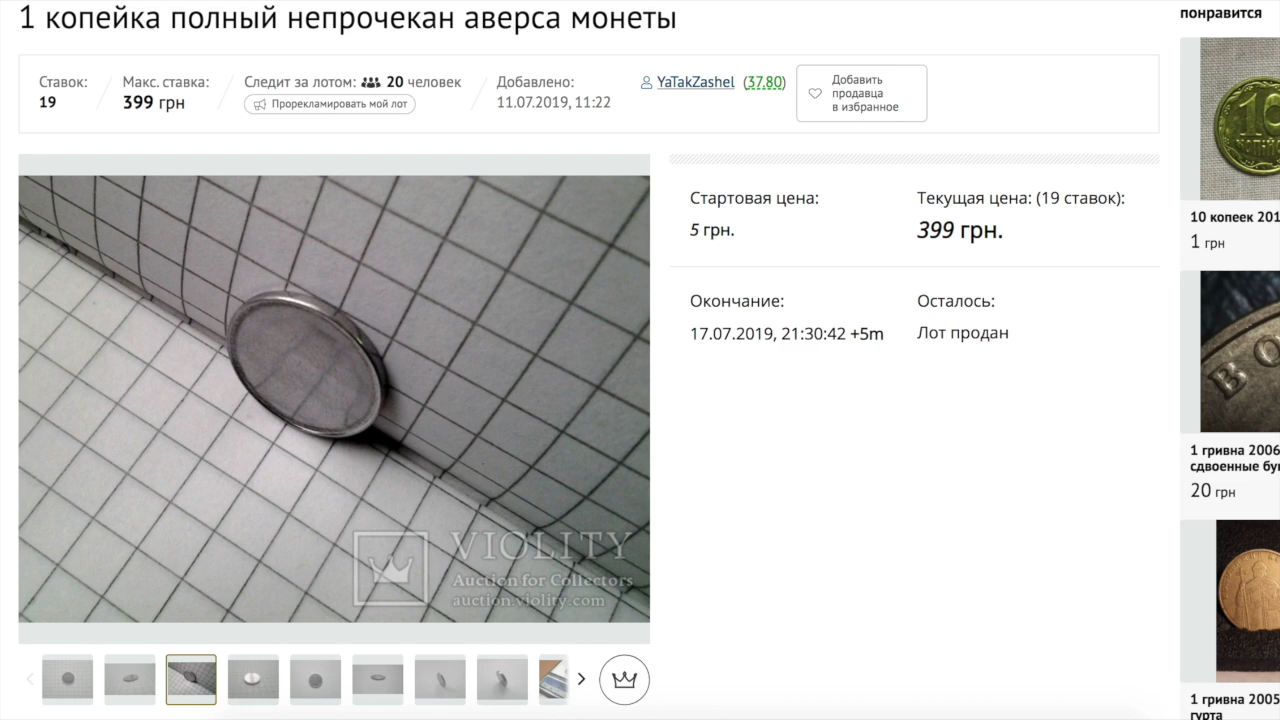 1 копейка полный непрочекан аверса монеты
понравится
Ставок:
19
Макс. ставка:
399 грн
Следит за лотом: 20 человек
Прорекламировать мой лот
Добавлено:
11.07.2019, 11:22
YaTakZashel (37.80)
Добавить
продавца
в избранное
Стартовая цена:
5 грн.
Текущая цена: (19 ставок):
399 грн.
Окончание:
17.07.2019, 21:30:42 +5m
Осталось:
Лот продан
VIOLITY
Auction for Collectors
auction.violity.com
10
10 копеек 201
1 грн
ВО
1 гривна 2006
сдвоенные бу
20 грн
1 гривна 2005
гурта